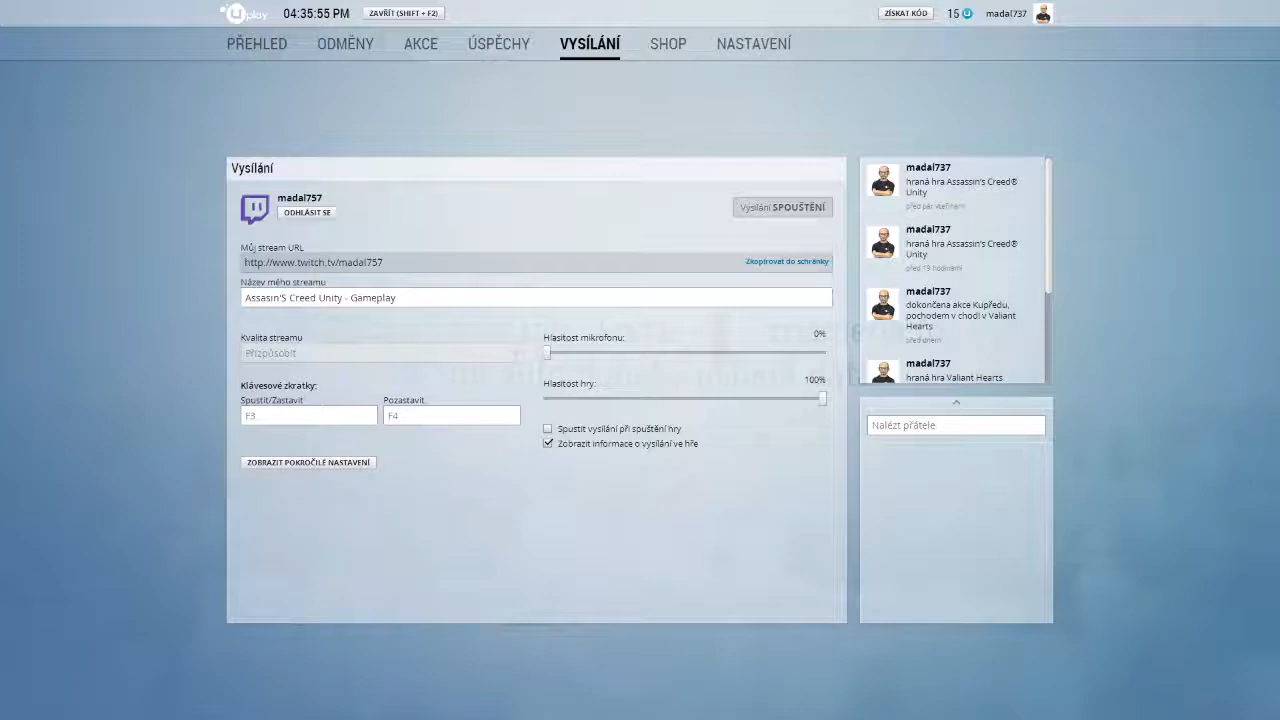 uplay 04:35:55 PM ZAVŘÍT (SHIFT + F2) ZÍSKAT KÓD 15 madal737
PŘEHLED ODMĚNY AKCE ÚSPĚCHY VYSÍLÁNÍ SHOP NASTAVENÍ
Vysílání
madal757
ODHLÁSIT SE
Vysílání SPOUŠTĚNÍ
Můj stream URL
http://www.twitch.tv/madal757 Zkopírovat do schránky
Název mého streamu
Assasin'S Creed Unity - Gameplay
Kvalita streamu
Přizpůsobit
Klávesové zkratky:
Spustit/Zastavit Pozastavit
F3 F4
ZOBRAZIT POKROČILÉ NASTAVENÍ
Hlasitost mikrofonu: 0%
Hlasitost hry: 100%
Spustit vysílání při spuštění hry
Zobrazit informace o vysílání ve hře
madal737
hraná hra Assassin's Creed®
Unity
před pár vteřinami
madal737
hraná hra Assassin's Creed®
Unity
před 19 hodinami
madal737
dokončena akce Kupředu,
pochodem v chod! v Valiant
Hearts
před dnem
madal737
hraná hra Valiant Hearts
Nalézt přátele